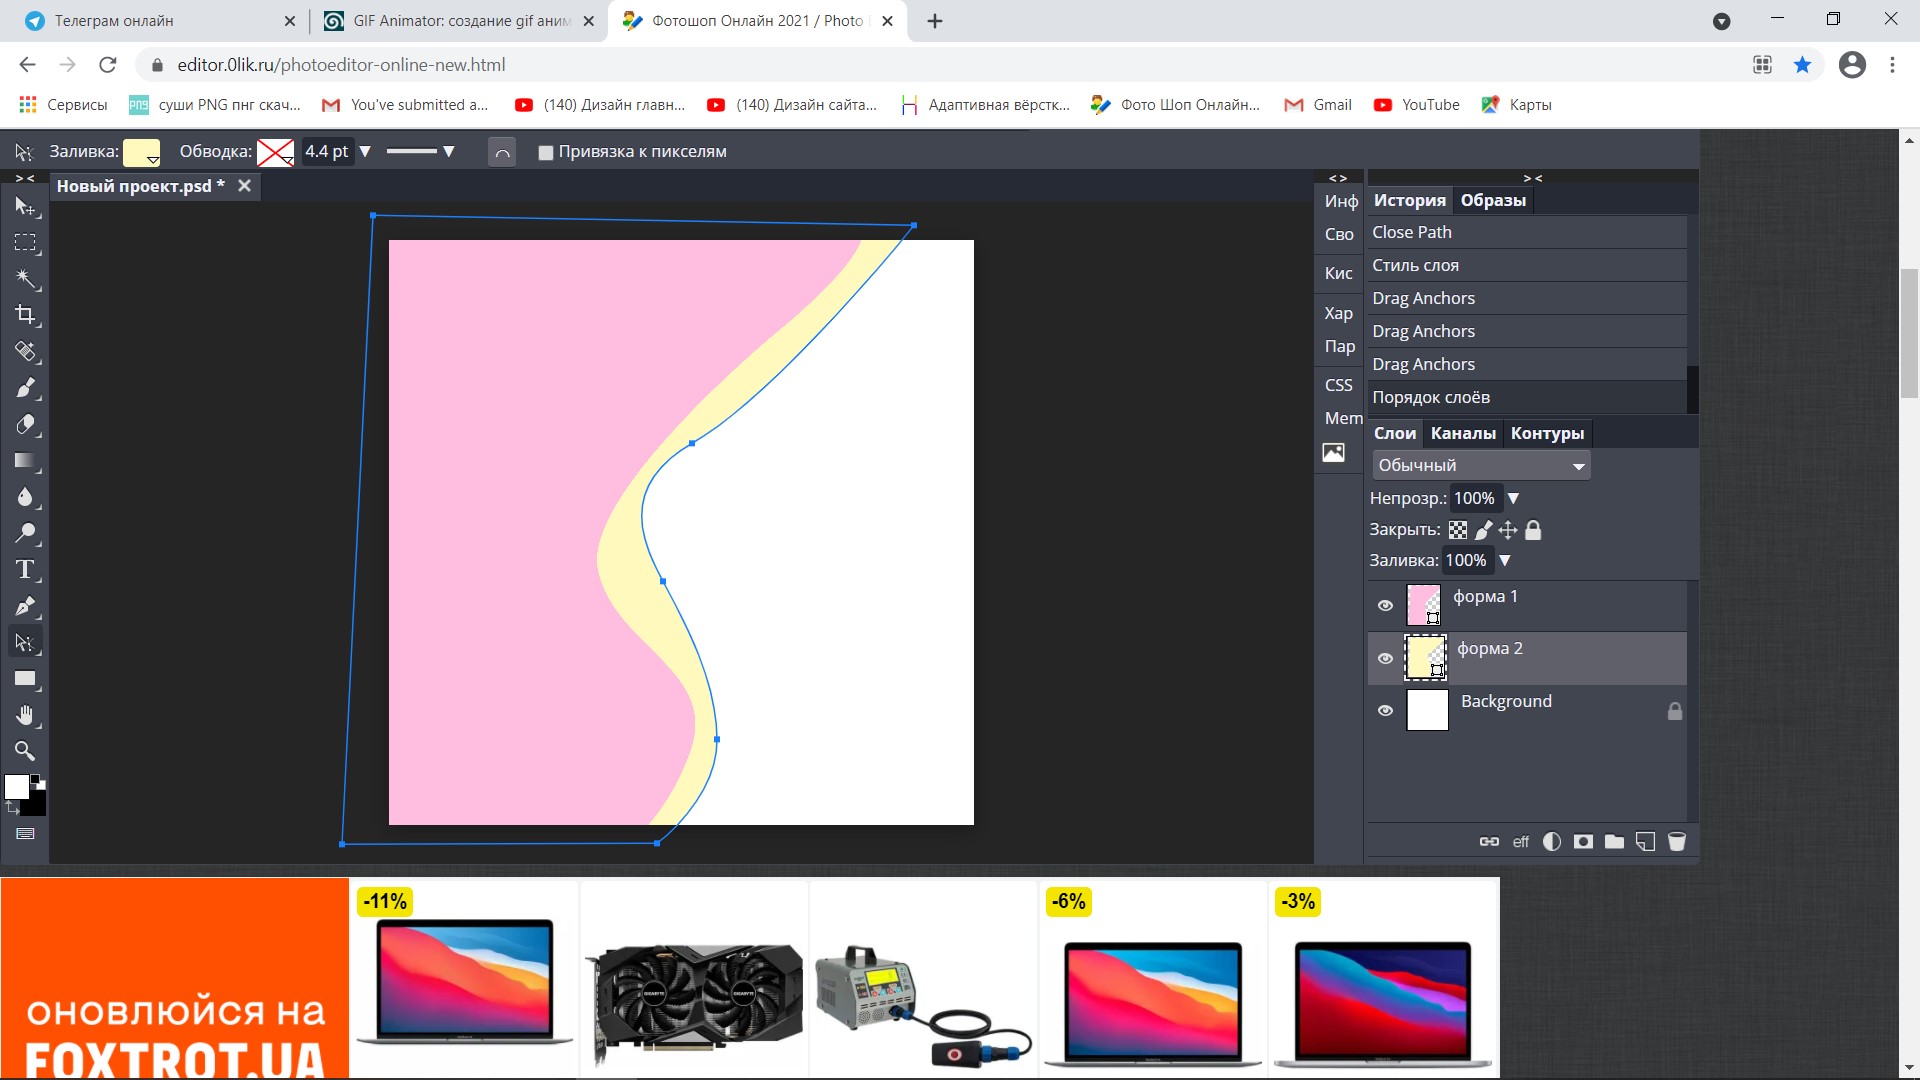 Телеграм онлайн
GIF Animator: создание gif аним
Фотошоп Онлайн 2021 / Photo
editor.0lik.ru/photoeditor-online-new.html
Сервисы
суши PNG пнг скач...
You've submitted a...
(140) Дизайн главн...
(140) Дизайн сайта...
Адаптивная вёрстк...
Фото Шоп Онлайн...
Gmail
YouTube
Карты
Заливка:
Обводка:
4.4 pt
Привязка к пикселям
Новый проект.psd *
Инф
Сво
Кис
Хар
Пар
CSS
Mem
История Образы
Close Path
Стиль слоя
Drag Anchors
Drag Anchors
Drag Anchors
Порядок слоёв
Слои Каналы Контуры
Обычный
Непрозр.: 100%
Закрыть:
Заливка: 100%
форма 1
форма 2
Background
eff
-11%
-6%
-3%
GIGABYTE
GIGABYTE
оновлюйся на
FOXTROT.UA